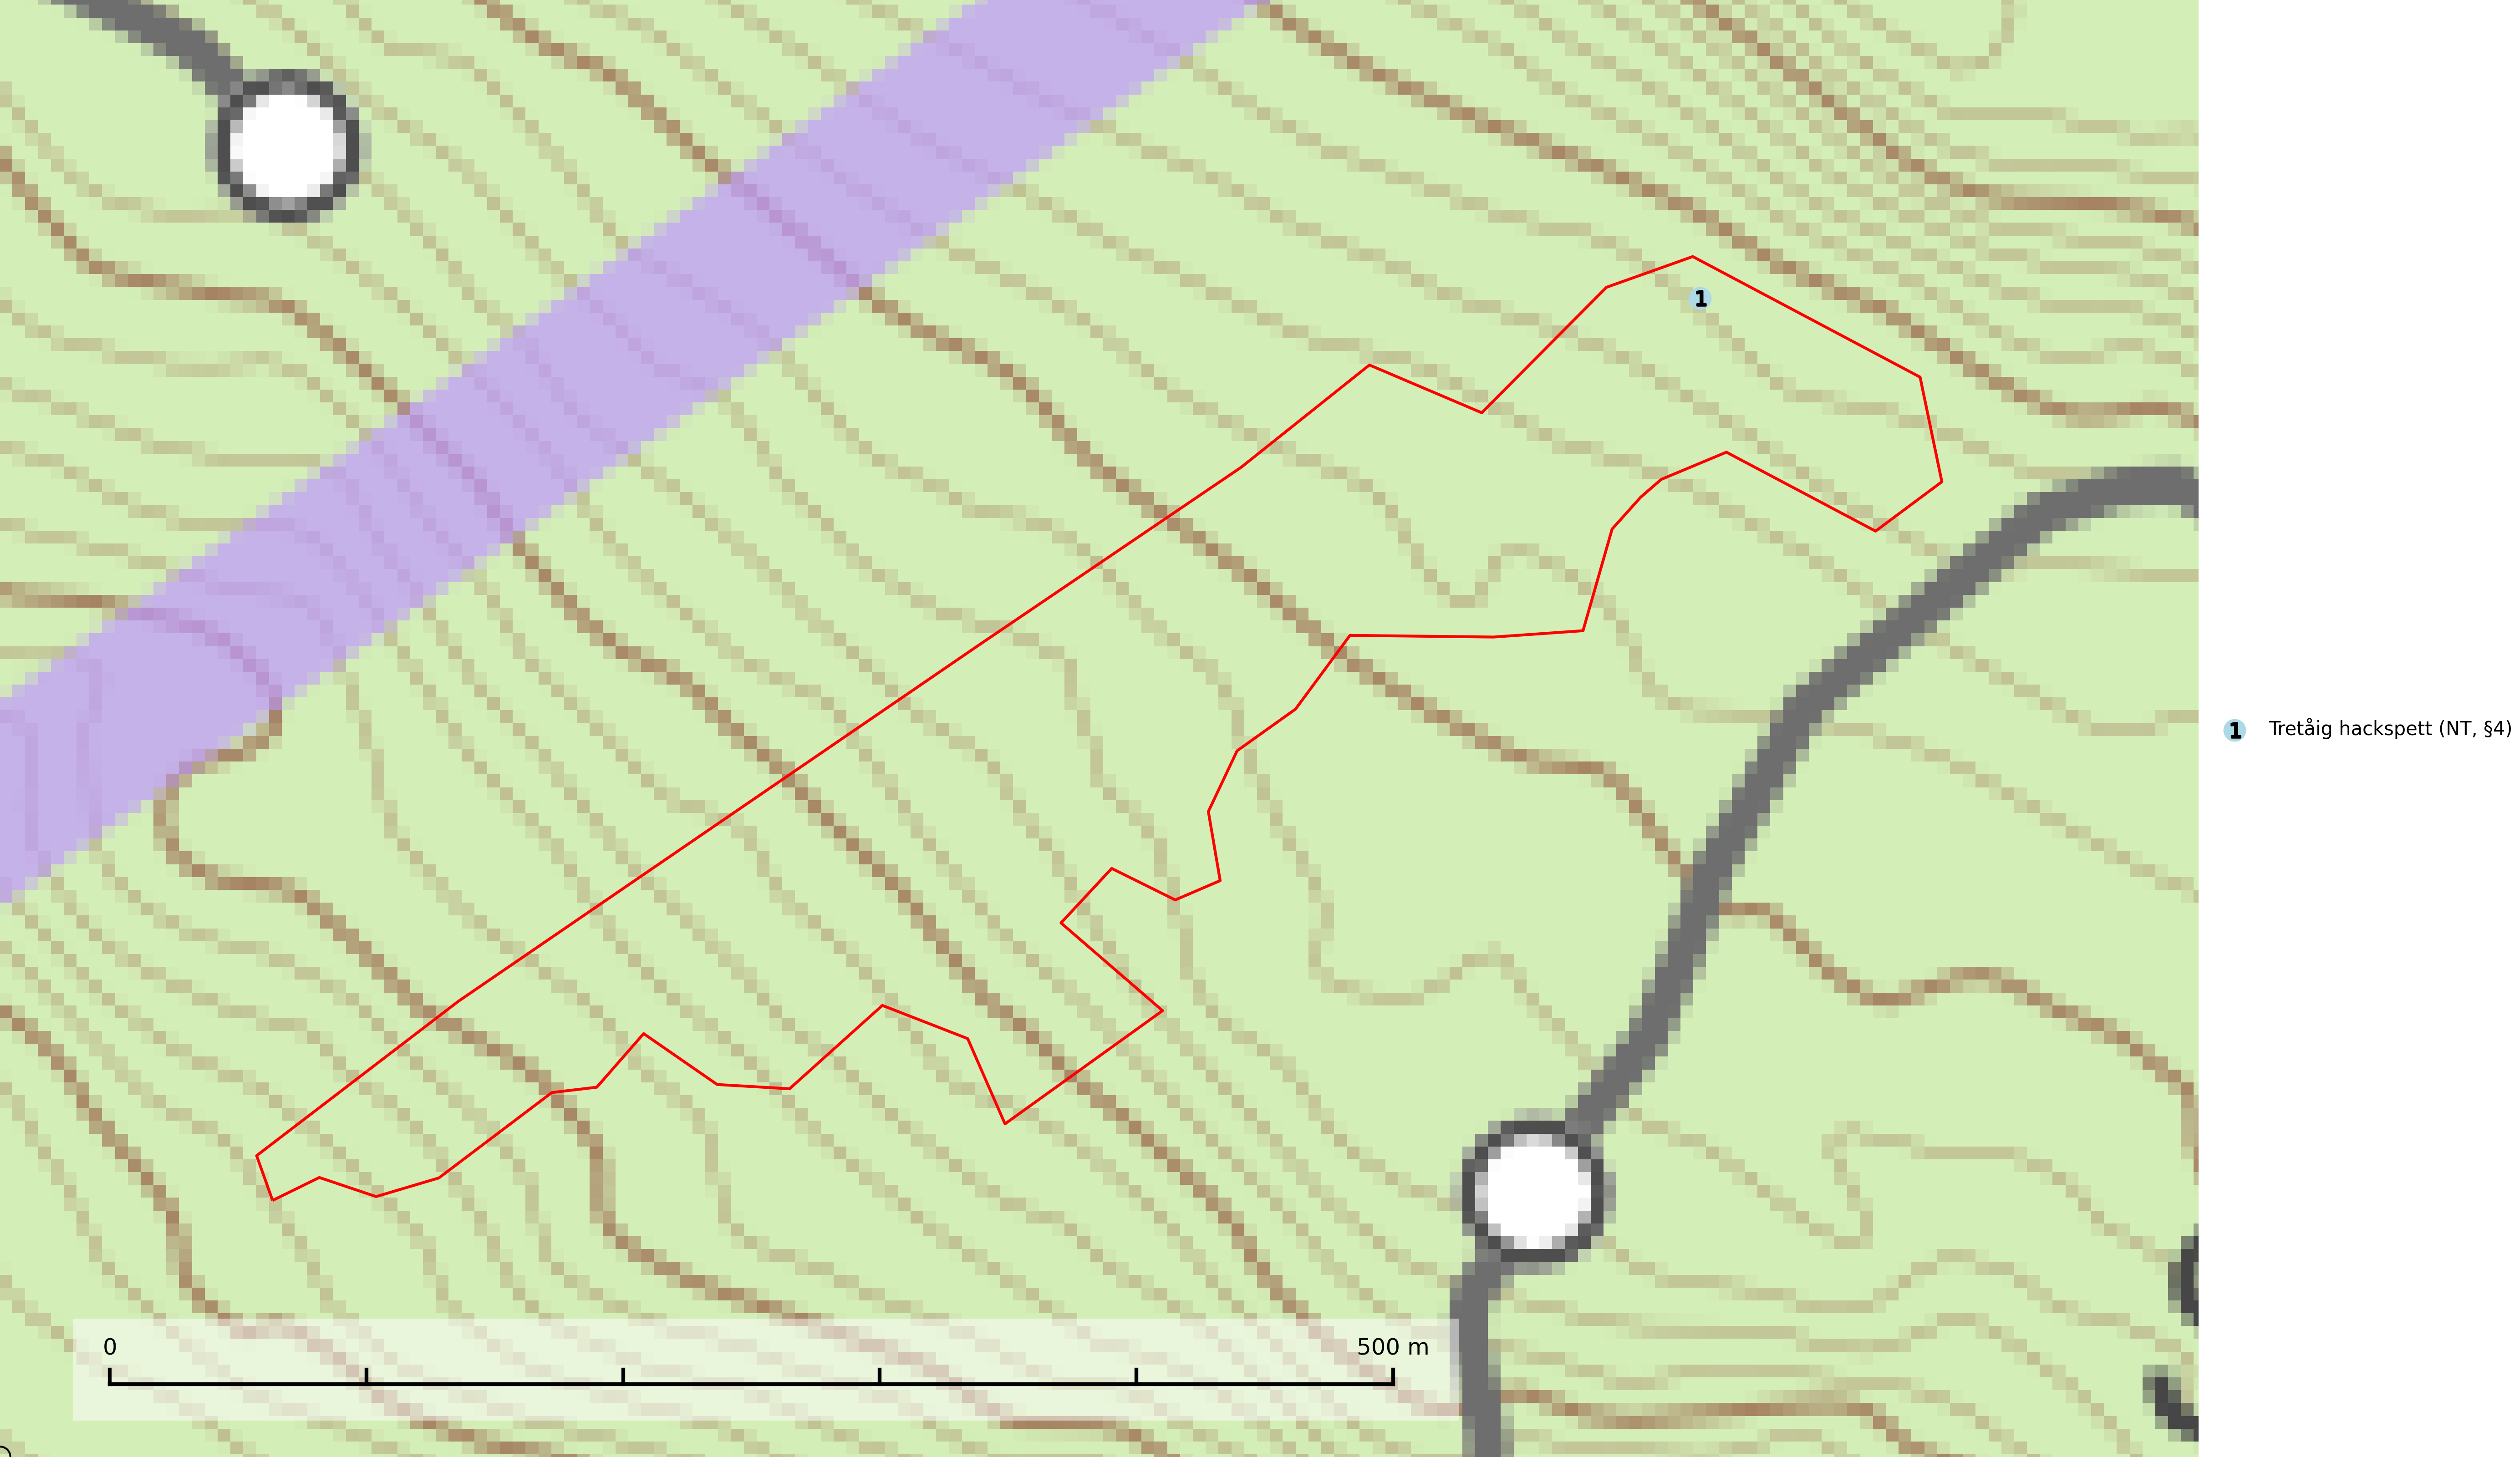 1
1 Tretåig hackspett (NT, §4)
0 500 m